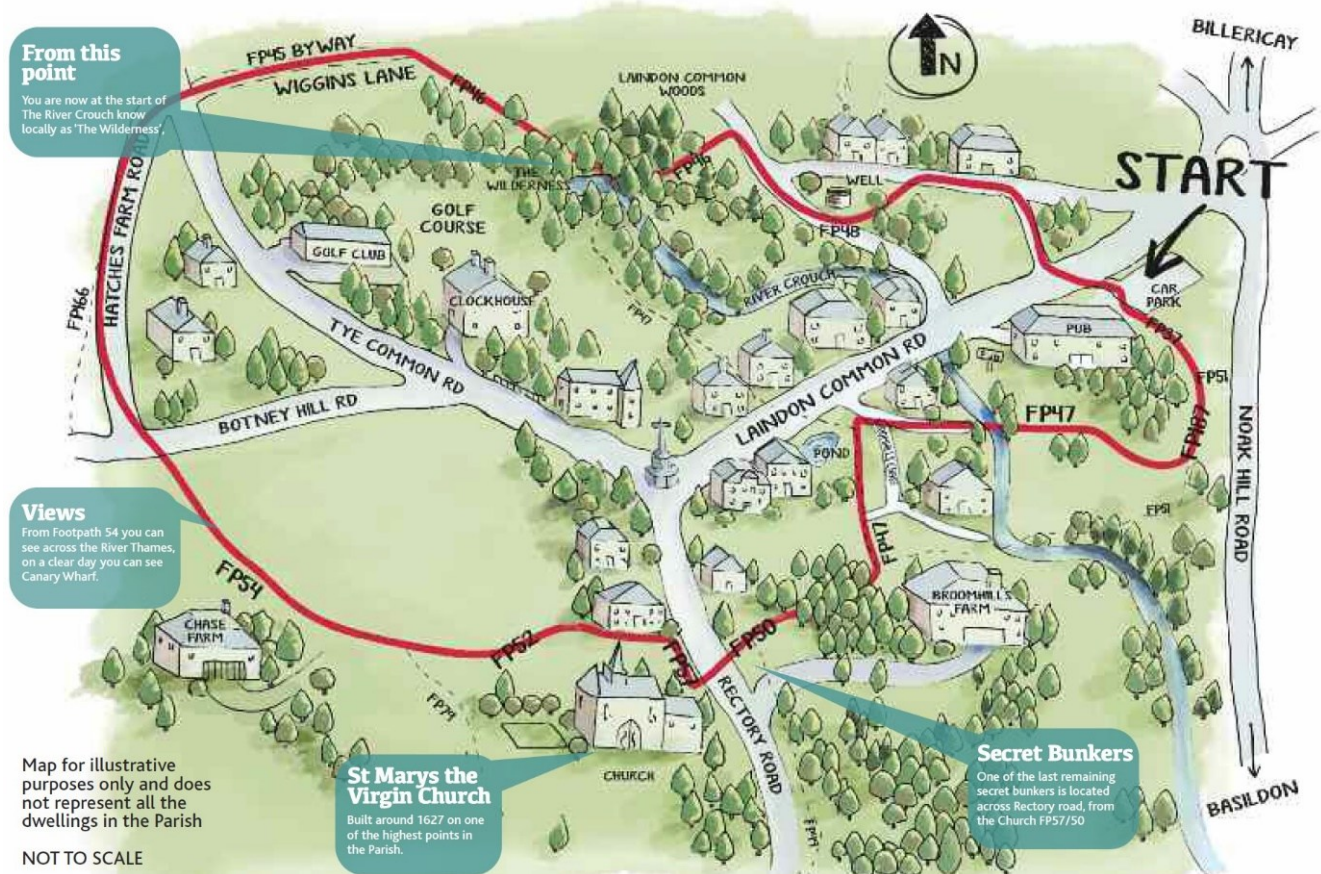 From this
point
You are now at the start of
The River Crouch know
locally as 'The Wilderness',
FP45 BYWAY
WIGGINS LANE
FP46
LAINDON COMMON
WOODS
N
BILLERICAY
START
THE
WILDERNESS
FP49
WELL
FP48
GOLF
COURSE
GOLF CLUB
CLOCKHOUSE
HATCHES FARM ROAD
FP166
TYE COMMON RD
BOTNEY HILL RD
FP47
RIVER CROUCH
CAR
PARK
PUB
FP37
FP51
FP187
LAINDON COMMON RD
FP47
NOAK HILL ROAD
POND
FP47
FP51
Views
From Footpath 54 you can
see across the River Thames,
on a clear day you can see
Canary Wharf.
FP54
CHASE
FARM
FP52
FP57
FP50
BROOMHILLS
FARM
FP79
RECTORY ROAD
CHURCH
St Marys the
Virgin Church
Built around 1627 on one
of the highest points in
the Parish.
Secret Bunkers
One of the last remaining
secret bunkers is located
across Rectory road, from
the Church FP57/50
BASILDON
Map for illustrative
purposes only and does
not represent all the
dwellings in the Parish
NOT TO SCALE